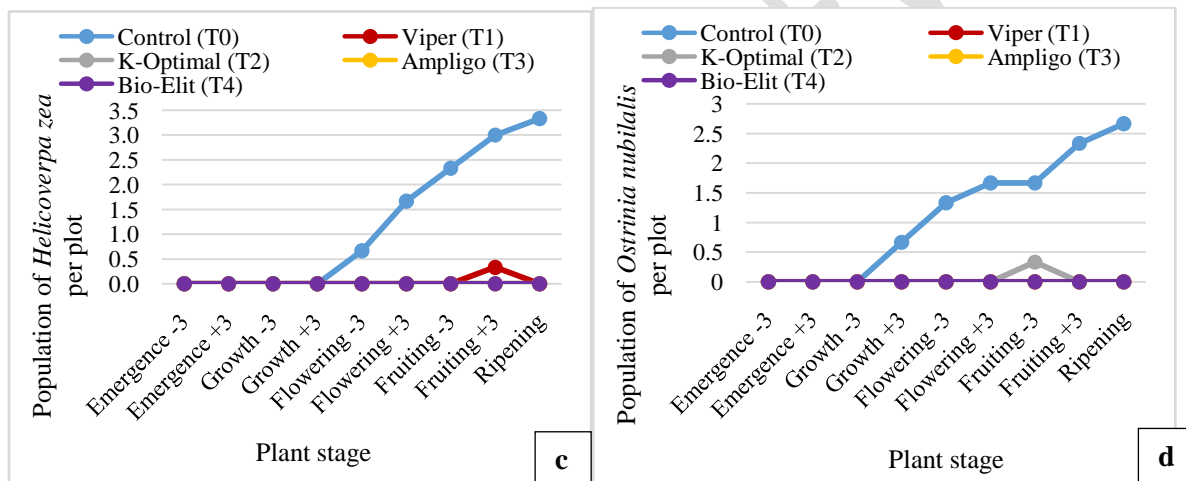 Control (T0)
Viper (T1)
K-Optimal (T2)
Ampligo (T3)
Bio-Elit (T4)
Population of Helicoverpa zea
per plot
3.5
3.0
2.5
2.0
1.5
1.0
0.5
0.0
Emergence -3
Emergence +3
Growth -3
Growth +3
Flowering -3
Flowering +3
Fruiting -3
Fruiting +3
Ripening
Plant stage
c
Control (T0)
Viper (T1)
K-Optimal (T2)
Ampligo (T3)
Bio-Elit (T4)
Population of Ostrinia nubilalis
per plot
3
2.5
2
1.5
1
0.5
0
Emergence -3
Emergence +3
Growth -3
Growth +3
Flowering -3
Flowering +3
Fruiting -3
Fruiting +3
Ripening
Plant stage
d